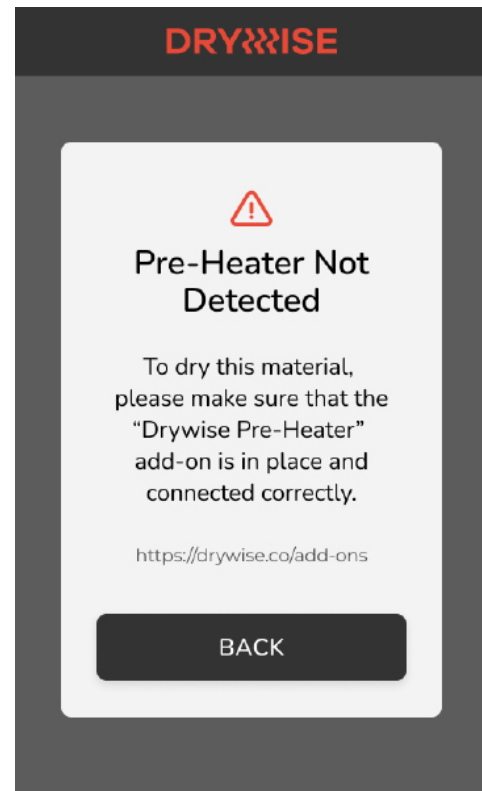 DRYWISE
Pre-Heater Not
Detected
To dry this material,
please make sure that the
“Drywise Pre-Heater”
add-on is in place and
connected correctly.
https://drywise.co/add-ons
BACK